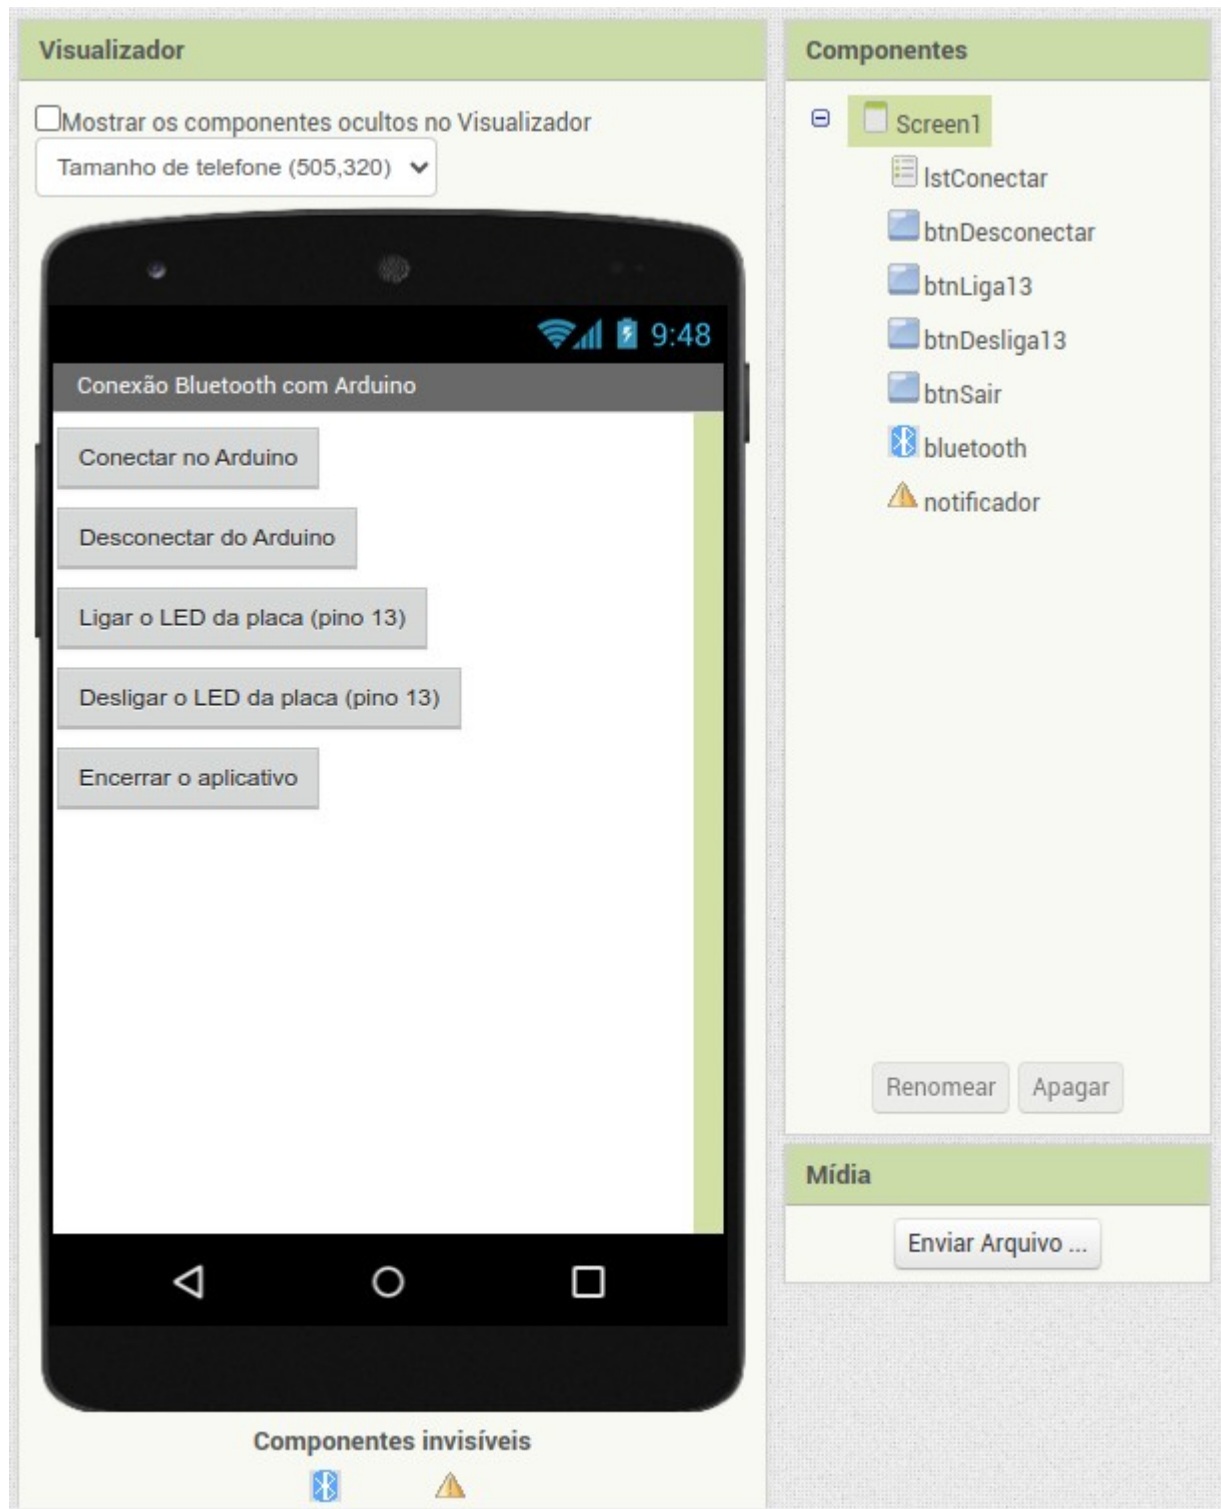 Visualizador
Mostrar os componentes ocultos no Visualizador
Tamanho de telefone (505,320)
9:48
Conexão Bluetooth com Arduino
Conectar no Arduino
Desconectar do Arduino
Ligar o LED da placa (pino 13)
Desligar o LED da placa (pino 13)
Encerrar o aplicativo
Componentes invisíveis
Componentes
Screen1
lstConectar
btnDesconectar
btnLiga13
btnDesliga13
btnSair
bluetooth
notificador
Renomear Apagar
Mídia
Enviar Arquivo ...